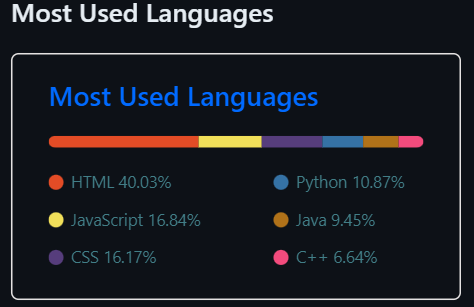 Most Used Languages
Most Used Languages
HTML 40.03%
Python 10.87%
JavaScript 16.84%
Java 9.45%
CSS 16.17%
C++ 6.64%